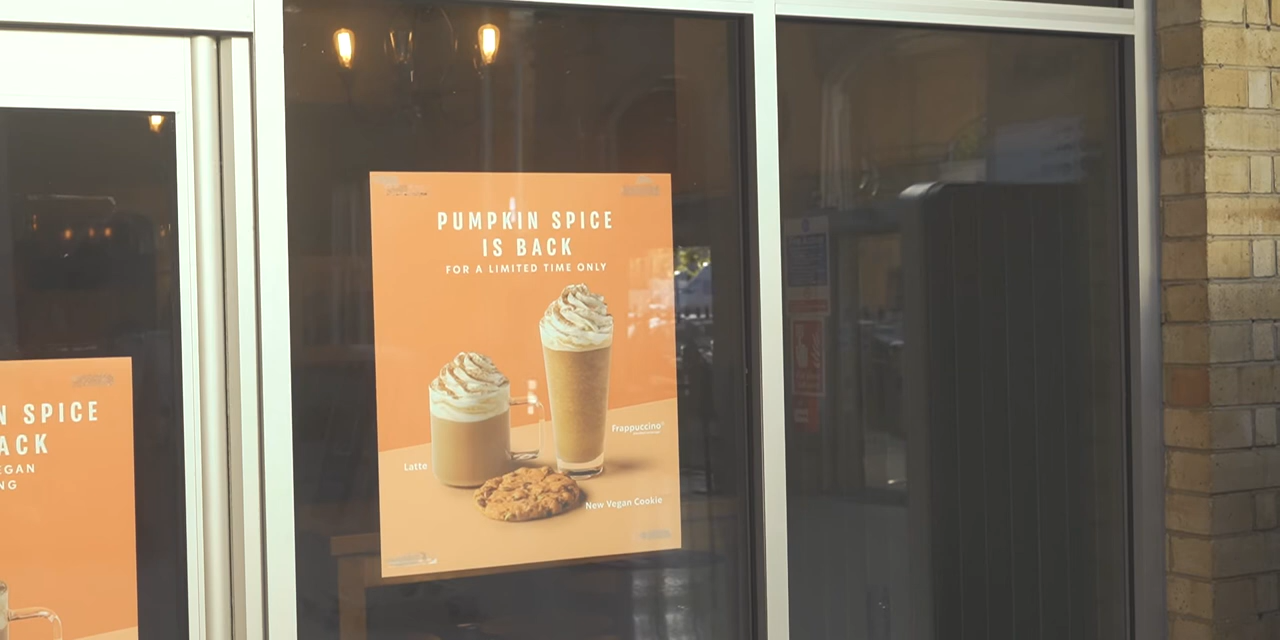 PUMPKIN SPICE
IS BACK
FOR A LIMITED TIME ONLY
Frappuccino
Latte
New Vegan Cookie
N SPICE
ACK
EGAN
NG